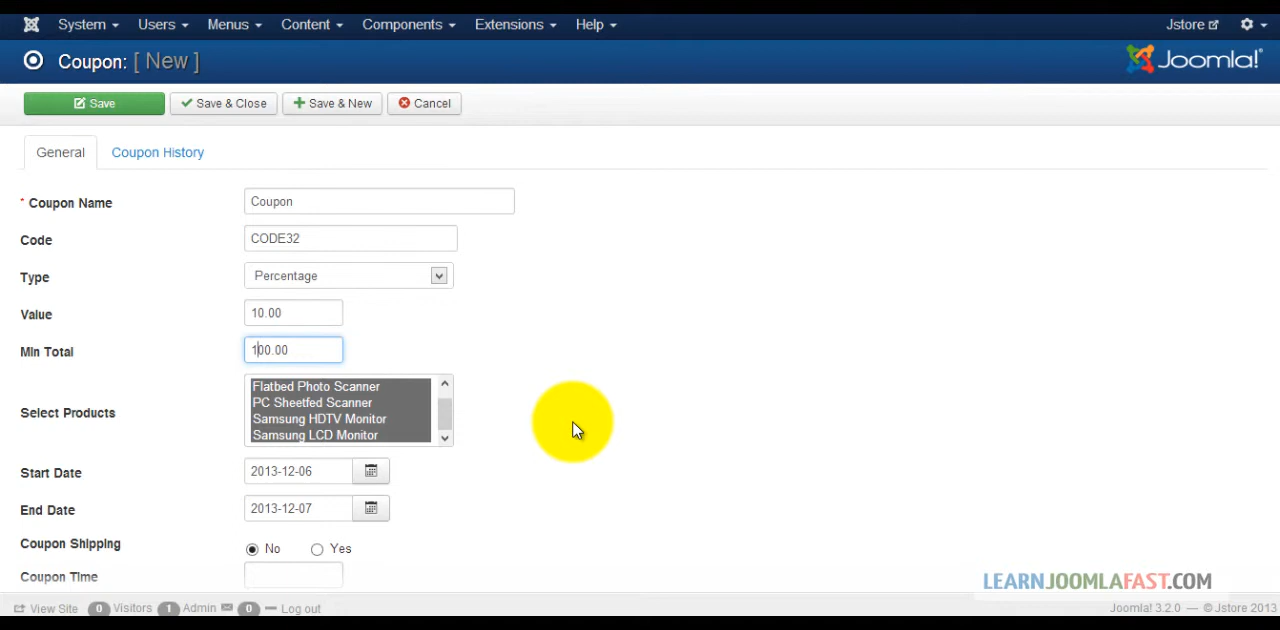 System Users Menus Content Components Extensions Help Jstore
Coupon: [ New ] Joomla!®
Save Save & Close Save & New Cancel
General Coupon History
* Coupon Name Coupon
Code CODE32
Type Percentage
Value 10.00
Min Total 100.00
Select Products
Flatbed Photo Scanner
PC Sheetfed Scanner
Samsung HDTV Monitor
Samsung LCD Monitor
Start Date 2013-12-06
End Date 2013-12-07
Coupon Shipping No Yes
Coupon Time
LEARNJOOMLAFAST.COM
View Site 0 Visitors 1 Admin 0 Log out Joomla! 3.2.0 — © Jstore 2013